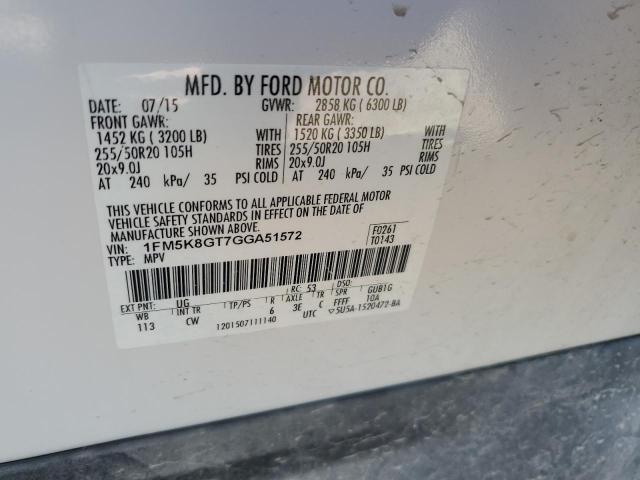 MFD. BY FORD MOTOR CO.
DATE: 07/15 GVWR: 2858 KG ( 6300 LB)
FRONT GAWR: REAR GAWR:
1452 KG ( 3200 LB) WITH 1520 KG ( 3350 LB) WITH
255/50R20 105H TIRES 255/50R20 105H TIRES
20x9.0J RIMS 20x9.0J RIMS
AT 240 kPa/ 35 PSI COLD AT 240 kPa/ 35 PSI COLD
THIS VEHICLE CONFORMS TO ALL APPLICABLE FEDERAL MOTOR
VEHICLE SAFETY STANDARDS IN EFFECT ON THE DATE OF
MANUFACTURE SHOWN ABOVE.
VIN: 1FM5K8GT7GGA51572 F0261
TYPE: MPV T0143
EXT PNT: UG RC: 53 DSO:
WB INT TR TP/PS R AXLE TR SPR GUB1G
113 CW 6 3E C FFFF 10A
1201507111140 UTC ▽5U5A-1520472-BA